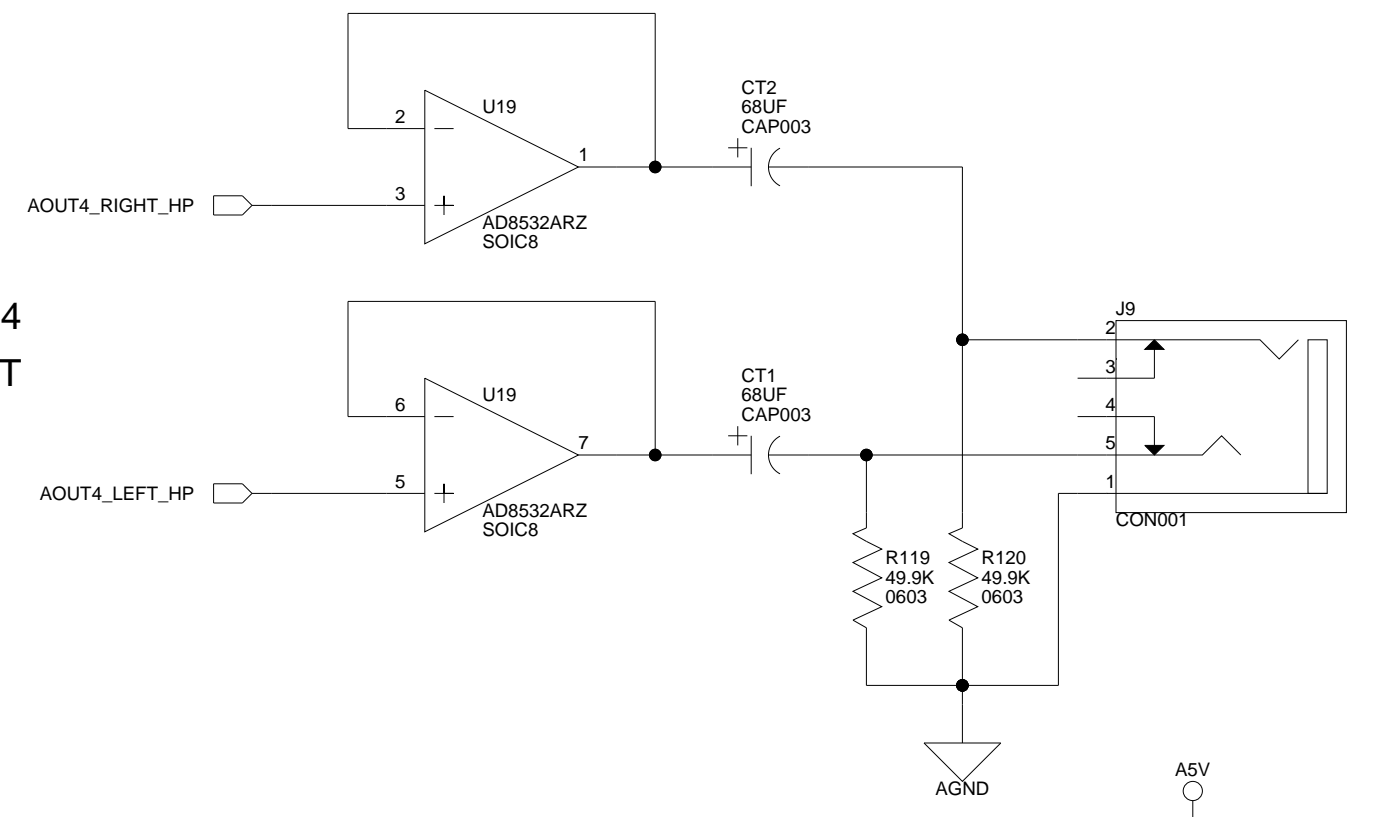 CT2
68UF
CAP003
U19
2
1
3
AOUT4_RIGHT_HP
AD8532ARZ
SOIC8
4
T
J9
2
3
4
5
1
CON001
CT1
68UF
CAP003
U19
6
7
5
AOUT4_LEFT_HP
AD8532ARZ
SOIC8
R119
49.9K
0603
R120
49.9K
0603
AGND
A5V